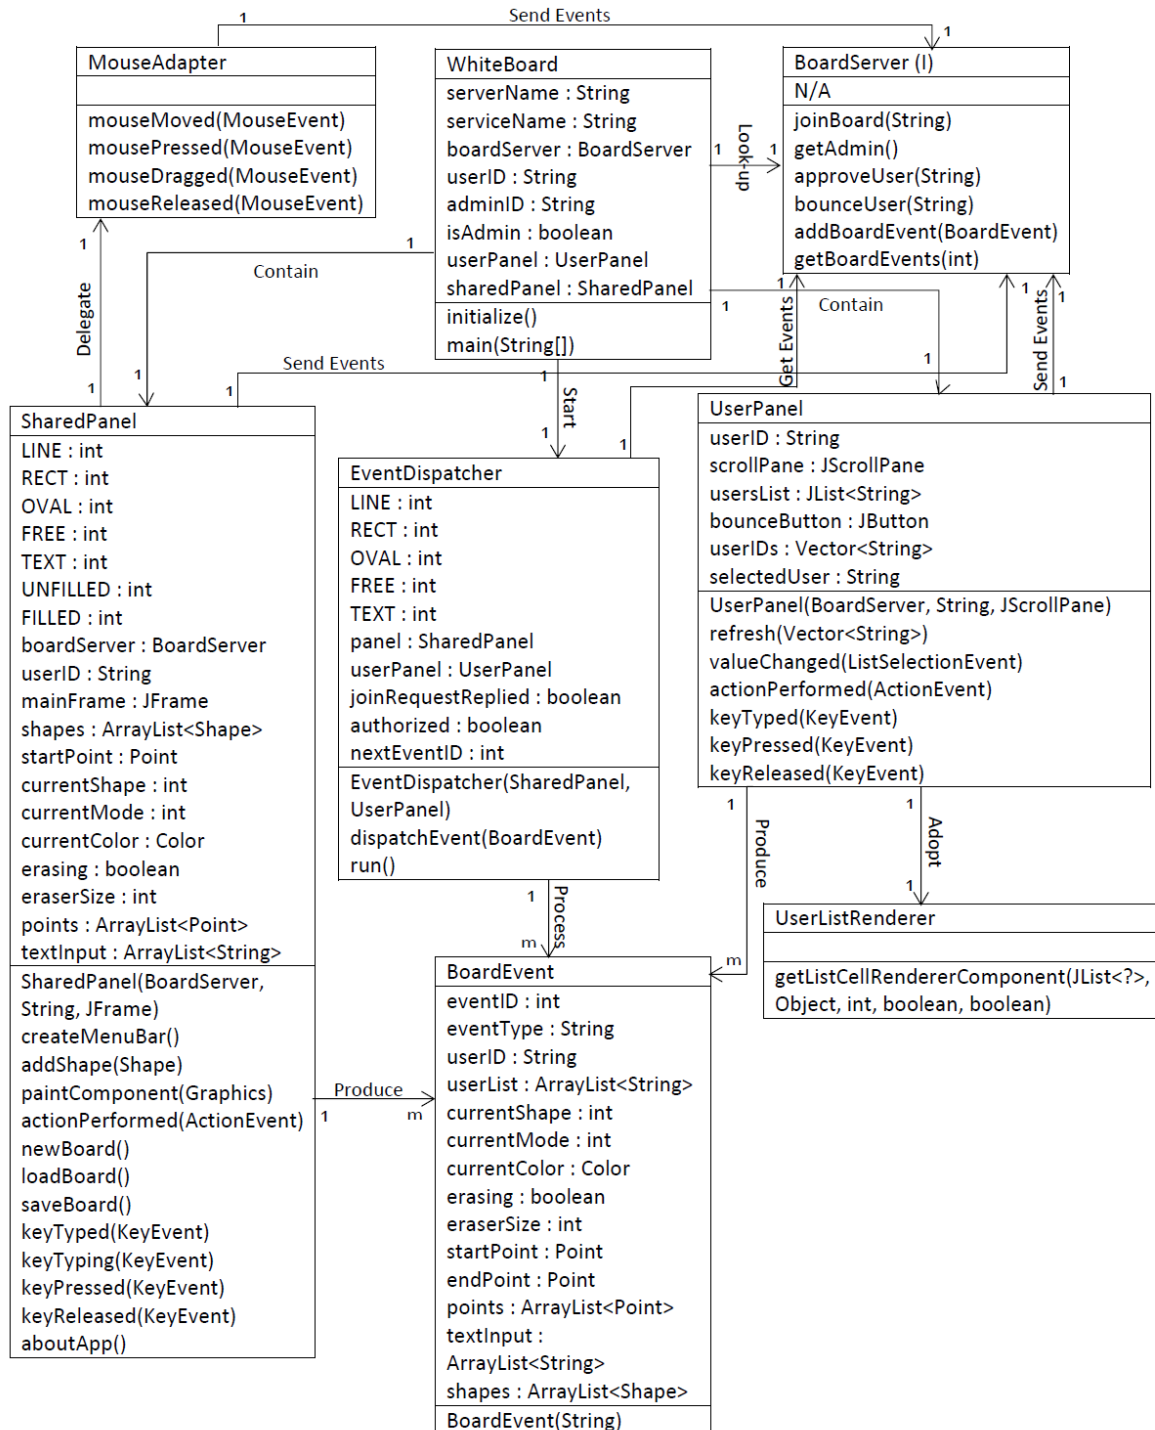 1
Send Events
1
MouseAdapter
mouseMoved(MouseEvent)
mousePressed(MouseEvent)
mouseDragged(MouseEvent)
mouseReleased(MouseEvent)
WhiteBoard
serverName : String
serviceName : String
boardServer : BoardServer
userID : String
adminID : String
isAdmin : boolean
userPanel : UserPanel
sharedPanel : SharedPanel
initialize()
main(String[])
1
Look-up
1
BoardServer (I)
N/A
joinBoard(String)
getAdmin()
approveUser(String)
bounceUser(String)
addBoardEvent(BoardEvent)
getBoardEvents(int)
1
Delegate
1
1
Contain
1
1
Send Events
1
1
Start
1
1
Get Events
1
1
Contain
1
1
Send Events
1
SharedPanel
LINE : int
RECT : int
OVAL : int
FREE : int
TEXT : int
UNFILLED : int
FILLED : int
boardServer : BoardServer
userID : String
mainFrame : JFrame
shapes : ArrayList<Shape>
startPoint : Point
currentShape : int
currentMode : int
currentColor : Color
erasing : boolean
eraserSize : int
points : ArrayList<Point>
textInput : ArrayList<String>
SharedPanel(BoardServer,
String, JFrame)
createMenuBar()
addShape(Shape)
paintComponent(Graphics)
actionPerformed(ActionEvent)
newBoard()
loadBoard()
saveBoard()
keyTyped(KeyEvent)
keyTyping(KeyEvent)
keyPressed(KeyEvent)
keyReleased(KeyEvent)
aboutApp()
EventDispatcher
LINE : int
RECT : int
OVAL : int
FREE : int
TEXT : int
panel : SharedPanel
userPanel : UserPanel
joinRequestReplied : boolean
authorized : boolean
nextEventID : int
EventDispatcher(SharedPanel,
UserPanel)
dispatchEvent(BoardEvent)
run()
UserPanel
userID : String
scrollPane : JScrollPane
usersList : JList<String>
bounceButton : JButton
userIDs : Vector<String>
selectedUser : String
UserPanel(BoardServer, String, JScrollPane)
refresh(Vector<String>)
valueChanged(ListSelectionEvent)
actionPerformed(ActionEvent)
keyTyped(KeyEvent)
keyPressed(KeyEvent)
keyReleased(KeyEvent)
1
Process
m
1
Produce
m
1
Adopt
1
UserListRenderer
getListCellRendererComponent(JList<?>,
Object, int, boolean, boolean)
Produce
1
m
BoardEvent
eventID : int
eventType : String
userID : String
userList : ArrayList<String>
currentShape : int
currentMode : int
currentColor : Color
erasing : boolean
eraserSize : int
startPoint : Point
endPoint : Point
points : ArrayList<Point>
textInput :
ArrayList<String>
shapes : ArrayList<Shape>
BoardEvent(String)